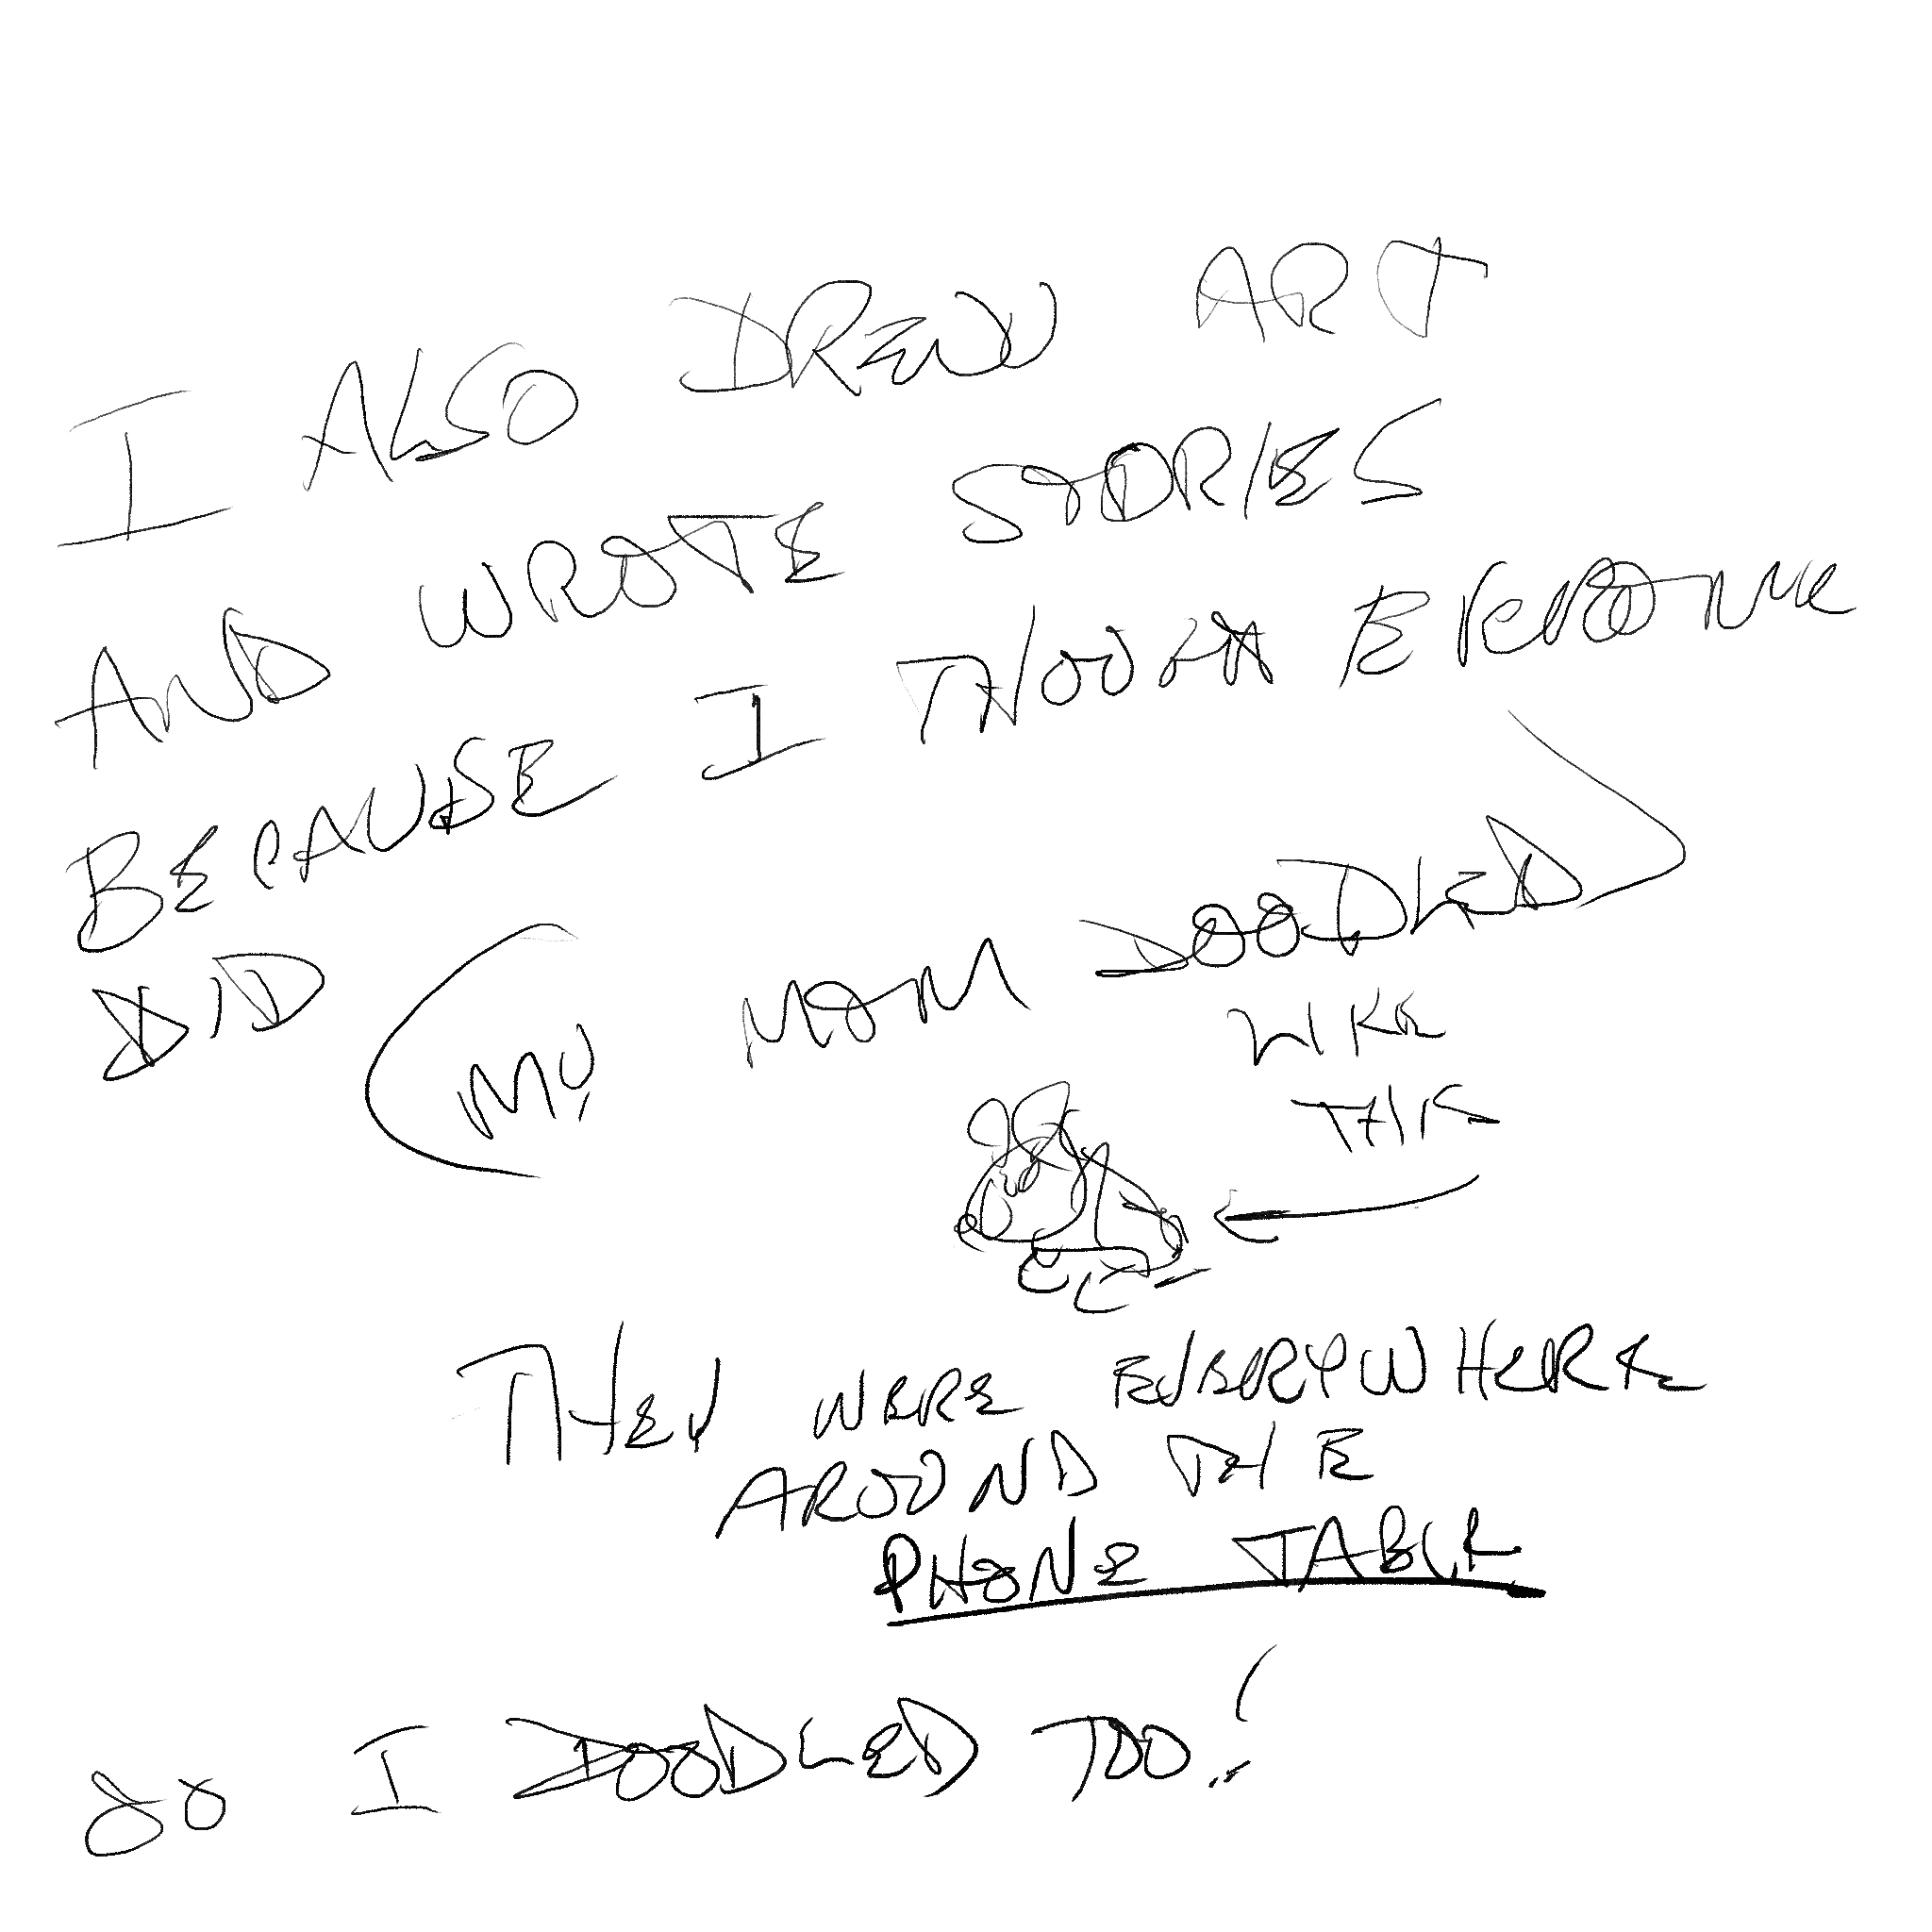 I ALSO DREW ART
AND WROTE STORIES
BECAUSE I THOUGHT EVERYONE
DID (MY MOM DOODLED)
LIKE
THIS
THEY WERE EVERYWHERE
AROUND THE
PHONE TABLE
SO I DOODLED TOO!